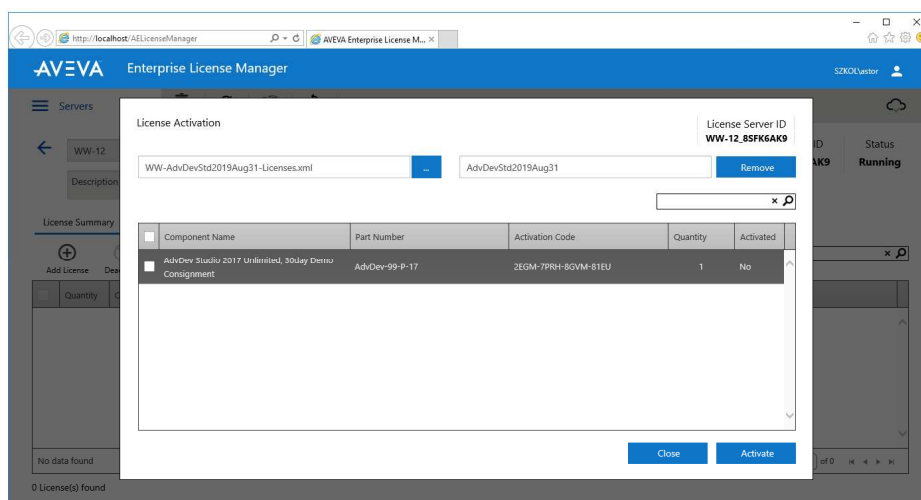 http://localhost/AELicenseManager
AVEVA Enterprise License M...
AVEVA Enterprise License Manager
SZKOL\astor
Servers
License Activation
License Server ID
WW-12_8SFK6AK9
WW-12
ID
AK9
Status
Running
WW-AdvDevStd2019Aug31-Licenses.xml
...
AdvDevStd2019Aug31
Remove
Description
License Summary
Component Name Part Number Activation Code Quantity Activated
AdvDev Studio 2017 Unlimited, 30day Demo
Consignment
AdvDev-99-P-17 2EGM-7PRH-8GVM-81EU 1 No
Add License Dea
Quantity C
Close Activate
No data found
of 0
0 License(s) found